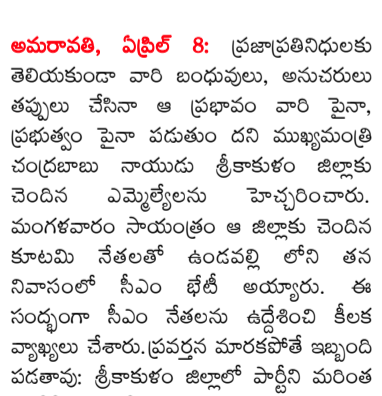 అమరావతి, ఏప్రిల్ 8: ప్రజాప్రతినిధులకు
తెలియకుండా వారి బంధువులు, అనుచరులు
తప్పులు చేసినా ఆ ప్రభావం వారి పైనా,
ప్రభుత్వం పైనా పడుతుం దని ముఖ్యమంత్రి
చంద్రబాబు నాయుడు శ్రీకాకుళం జిల్లాకు
చెందిన ఎమ్మెల్యేలను హెచ్చరించారు.
మంగళవారం సాయంత్రం ఆ జిల్లాకు చెందిన
కూటమి నేతలతో ఉండవల్లి లోని తన
నివాసంలో సీఎం భేటీ అయ్యారు. ఈ
సంద్భంగా సీఎం నేతలను ఉద్దేశించి కీలక
వ్యాఖ్యలు చేశారు.ప్రవర్తన మారకపోతే ఇబ్బంది
పడతావు: శ్రీకాకుళం జిల్లాలో పార్టీని మరింత